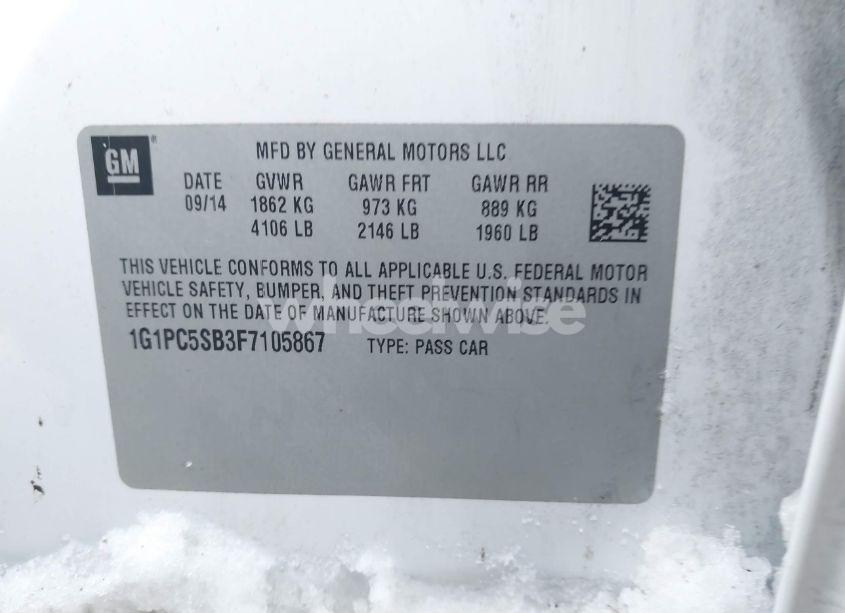 GM
MFD BY GENERAL MOTORS LLC
DATE GVWR GAWR FRT GAWR RR
09/14 1862 KG 973 KG 889 KG
4106 LB 2146 LB 1960 LB
THIS VEHICLE CONFORMS TO ALL APPLICABLE U.S. FEDERAL MOTOR
VEHICLE SAFETY, BUMPER, AND THEFT PREVENTION STANDARDS IN
EFFECT ON THE DATE OF MANUFACTURE SHOWN ABOVE.
wheelwise
1G1PC5SB3F7105867 TYPE: PASS CAR